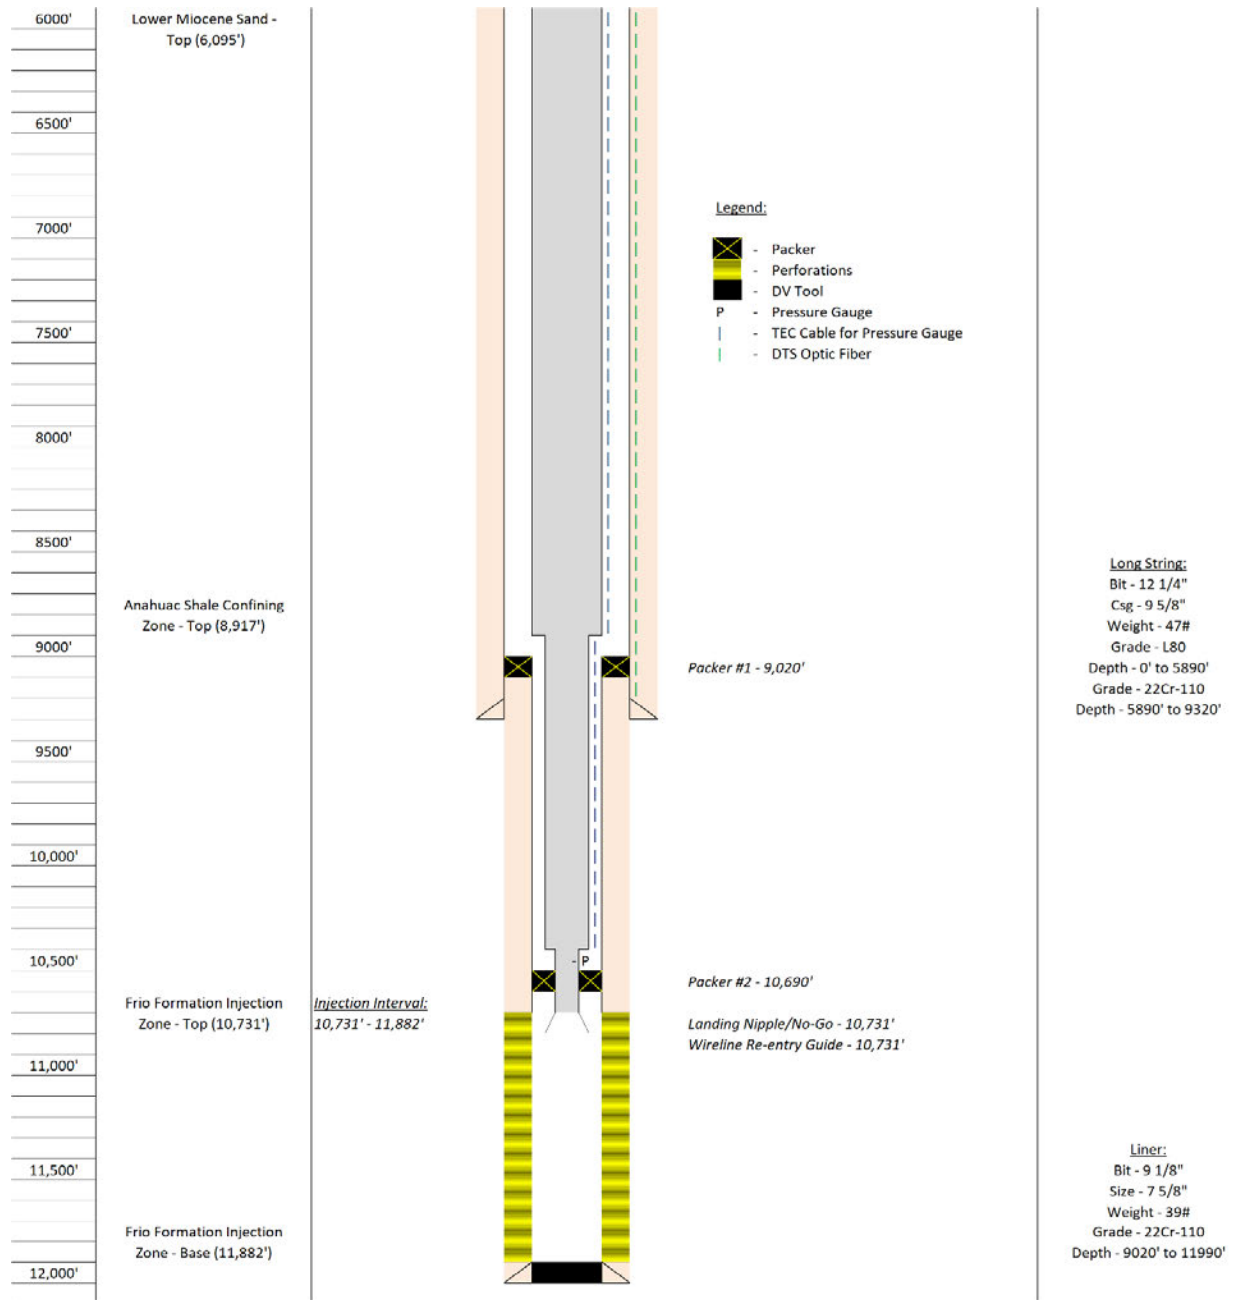 6000'
Lower Miocene Sand -
Top (6,095')
6500'
7000'
Legend:
- Packer
- Perforations
- DV Tool
P - Pressure Gauge
- TEC Cable for Pressure Gauge
- DTS Optic Fiber
7500'
8000'
8500'
Long String:
Bit - 12 1/4"
Csg - 9 5/8"
Weight - 47#
Grade - L80
Depth - 0' to 5890'
Grade - 22Cr-110
Depth - 5890' to 9320'
Anahuac Shale Confining
Zone - Top (8,917')
9000'
Packer #1 - 9,020'
9500'
10,000'
10,500'
- P
Packer #2 - 10,690'
Frio Formation Injection
Zone - Top (10,731')
Injection Interval:
10,731' - 11,882'
Landing Nipple/No-Go - 10,731'
Wireline Re-entry Guide - 10,731'
11,000'
11,500'
Liner:
Bit - 9 1/8"
Size - 7 5/8"
Weight - 39#
Grade - 22Cr-110
Depth - 9020' to 11990'
Frio Formation Injection
Zone - Base (11,882')
12,000'